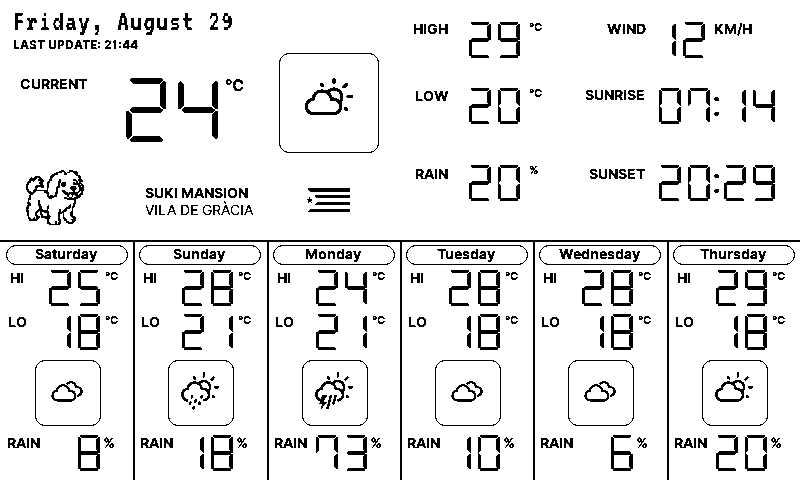 Friday, August 29
LAST UPDATE: 21:44
CURRENT 24 °C
HIGH 29 °C
LOW 20 °C
RAIN 20 %
WIND 12 KM/H
SUNRISE 07:14
SUNSET 20:29
SUKI MANSION
VILA DE GRÀCIA
Saturday
HI 25 °C
LO 18 °C
RAIN 8 %
Sunday
HI 28 °C
LO 21 °C
RAIN 18 %
Monday
HI 24 °C
LO 21 °C
RAIN 73 %
Tuesday
HI 28 °C
LO 18 °C
RAIN 10 %
Wednesday
HI 28 °C
LO 18 °C
RAIN 6 %
Thursday
HI 29 °C
LO 18 °C
RAIN 20 %